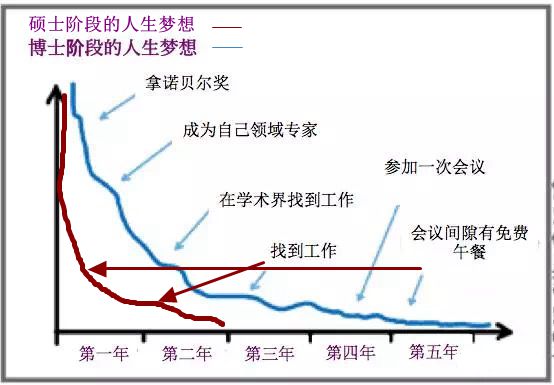 硕士阶段的人生梦想
博士阶段的人生梦想
拿诺贝尔奖
成为自己领域专家
参加一次会议
在学术界找到工作
会议间隙有免费
午餐
找到工作
第一年 第二年 第三年 第四年 第五年